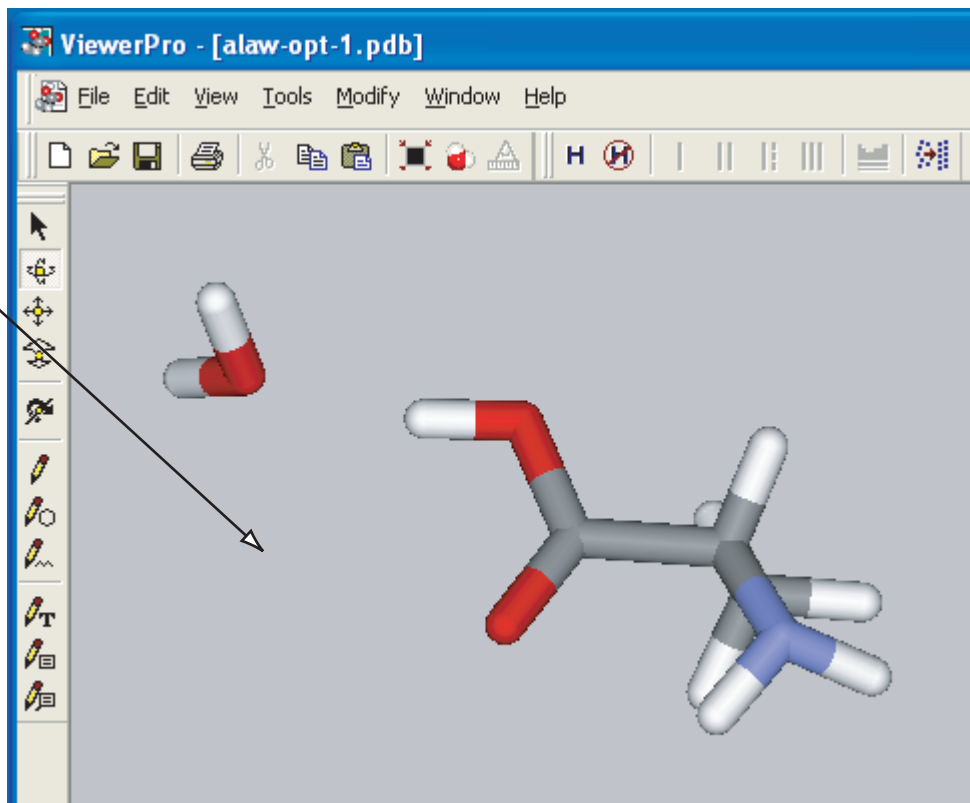 ViewerPro - [alaw-opt-1.pdb]
File Edit View Tools Modify Window Help
H H
T